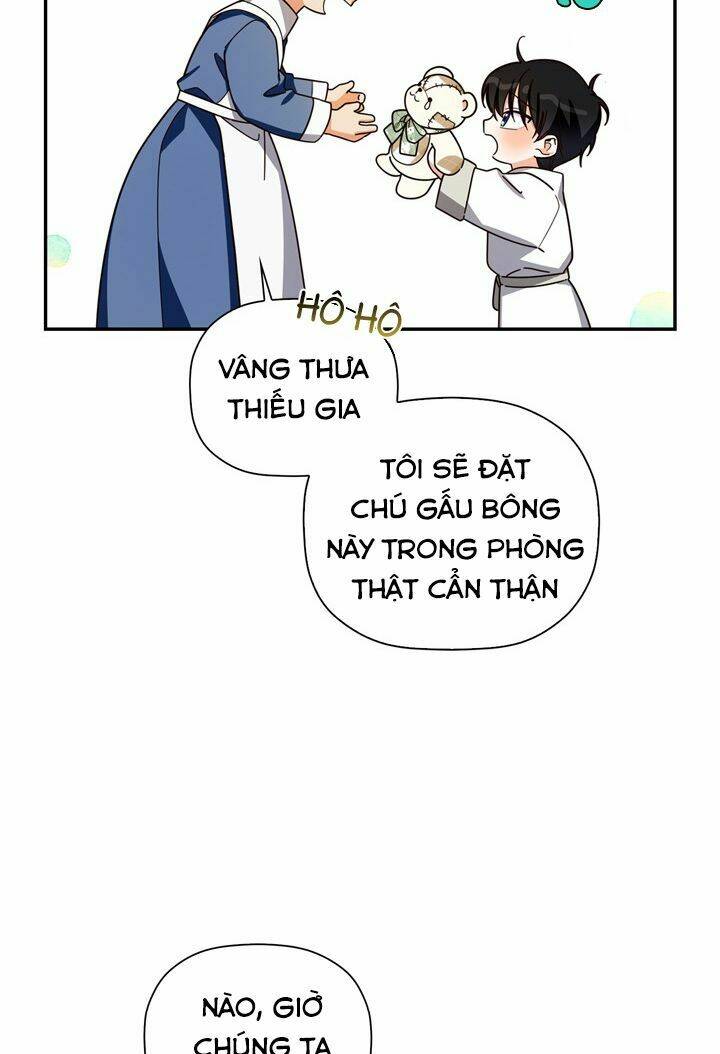 HÔ HÔ
VÂNG THƯA
THIẾU GIA
TÔI SẼ ĐẶT
CHÚ GẤU BÔNG
NÀY TRONG PHÒNG
THẬT CẨN THẬN
NÀO, GIỜ
CHÚNG TA